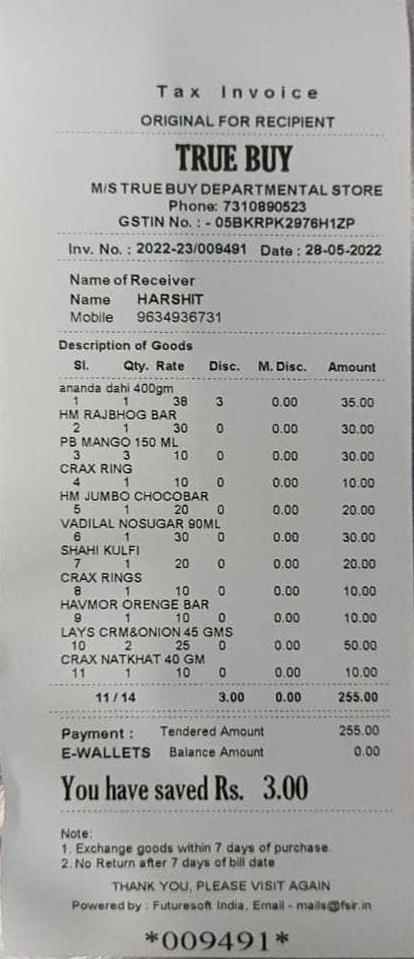 Tax Invoice
ORIGINAL FOR RECIPIENT
TRUE BUY
M/S TRUE BUY DEPARTMENTAL STORE
Phone: 7310890523
GSTIN No. : - 05BKRPK2976H1ZP
Inv. No. : 2022-23/009491 Date : 28-05-2022
Name of Receiver
Name HARSHIT
Mobile 9634936731
Description of Goods
Sl. Qty. Rate Disc. M. Disc. Amount
ananda dahi 400gm
1 1 38 3 0.00 35.00
HM RAJBHOG BAR
2 1 30 0 0.00 30.00
PB MANGO 150 ML
3 3 10 0 0.00 30.00
CRAX RING
4 1 10 0 0.00 10.00
HM JUMBO CHOCOBAR
5 1 20 0 0.00 20.00
VADILAL NOSUGAR 90ML
6 1 30 0 0.00 30.00
SHAHI KULFI
7 1 20 0 0.00 20.00
CRAX RINGS
8 1 10 0 0.00 10.00
HAVMOR ORENGE BAR
9 1 10 0 0.00 10.00
LAYS CRM&ONION 45 GMS
10 2 25 0 0.00 50.00
CRAX NATKHAT 40 GM
11 1 10 0 0.00 10.00
11 / 14 3.00 0.00 255.00
Payment : Tendered Amount 255.00
E-WALLETS Balance Amount 0.00
You have saved Rs. 3.00
Note:
1. Exchange goods within 7 days of purchase.
2. No Return after 7 days of bill date
THANK YOU, PLEASE VISIT AGAIN
Powered by : Futuresoft India, Email - mails@fsir.in
*009491*